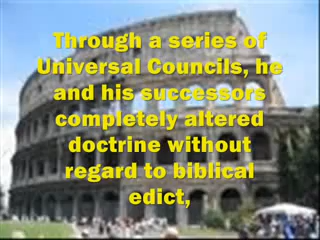 Through a series of
Universal Councils, he
and his successors
completely altered
doctrine without
regard to biblical
edict,